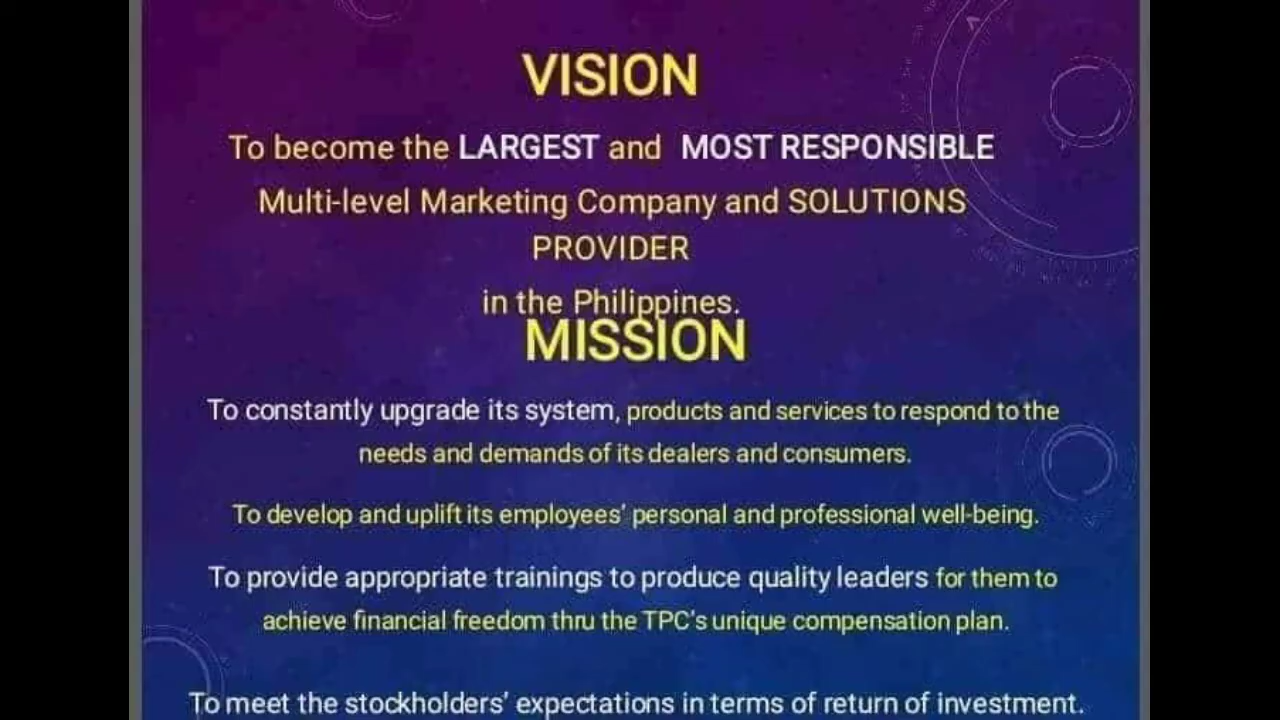 VISION
To become the LARGEST and MOST RESPONSIBLE
Multi-level Marketing Company and SOLUTIONS
PROVIDER
in the Philippines.
MISSION
To constantly upgrade its system, products and services to respond to the
needs and demands of its dealers and consumers.
To develop and uplift its employees' personal and professional well-being.
To provide appropriate trainings to produce quality leaders for them to
achieve financial freedom thru the TPC's unique compensation plan.
To meet the stockholders' expectations in terms of return of investment.